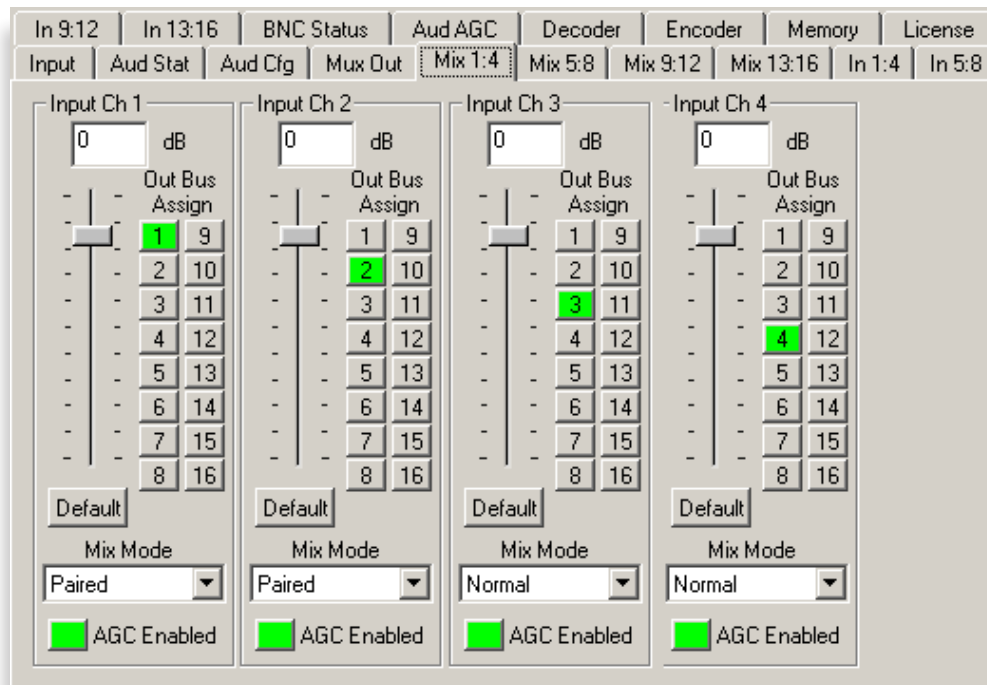 In 9:12 In 13:16 BNC Status Aud AGC Decoder Encoder Memory License
Input Aud Stat Aud Cfg Mux Out Mix 1:4 Mix 5:8 Mix 9:12 Mix 13:16 In 1:4 In 5:8
Input Ch 1 Input Ch 2 Input Ch 3 Input Ch 4
0 dB 0 dB 0 dB 0 dB
Out Bus Out Bus Out Bus Out Bus
Assign Assign Assign Assign
1 9 1 9 1 9 1 9
2 10 2 10 2 10 2 10
3 11 3 11 3 11 3 11
4 12 4 12 4 12 4 12
5 13 5 13 5 13 5 13
6 14 6 14 6 14 6 14
7 15 7 15 7 15 7 15
8 16 8 16 8 16 8 16
Default Default Default Default
Mix Mode Mix Mode Mix Mode Mix Mode
Paired Paired Normal Normal
AGC Enabled AGC Enabled AGC Enabled AGC Enabled